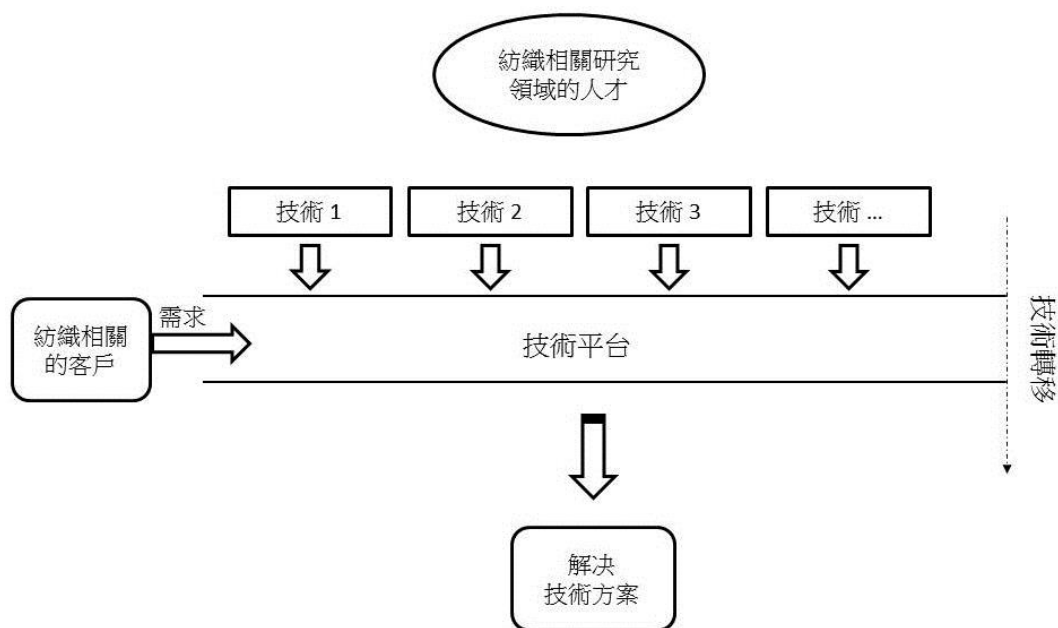 紡織相關研究
領域的人才
技術 1
技術 2
技術 3
技術 ...
紡織相關
的客戶
需求
技術平台
技術轉移
解決
技術方案